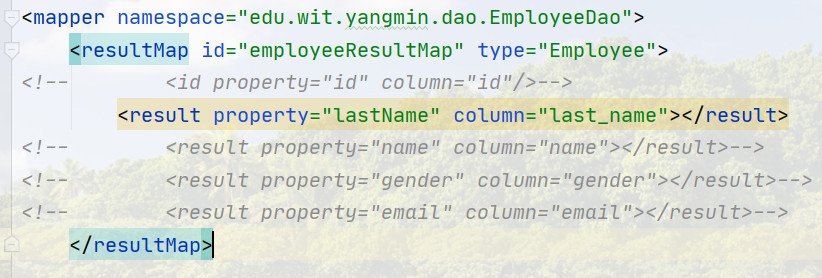 <mapper namespace="edu.wit.yangmin.dao.EmployeeDao">
<resultMap id="employeeResultMap" type="Employee">
<!-- <id property="id" column="id"/>-->
<result property="lastName" column="last_name"></result>
<!-- <result property="name" column="name"></result>-->
<!-- <result property="gender" column="gender"></result>-->
<!-- <result property="email" column="email"></result>-->
</resultMap>